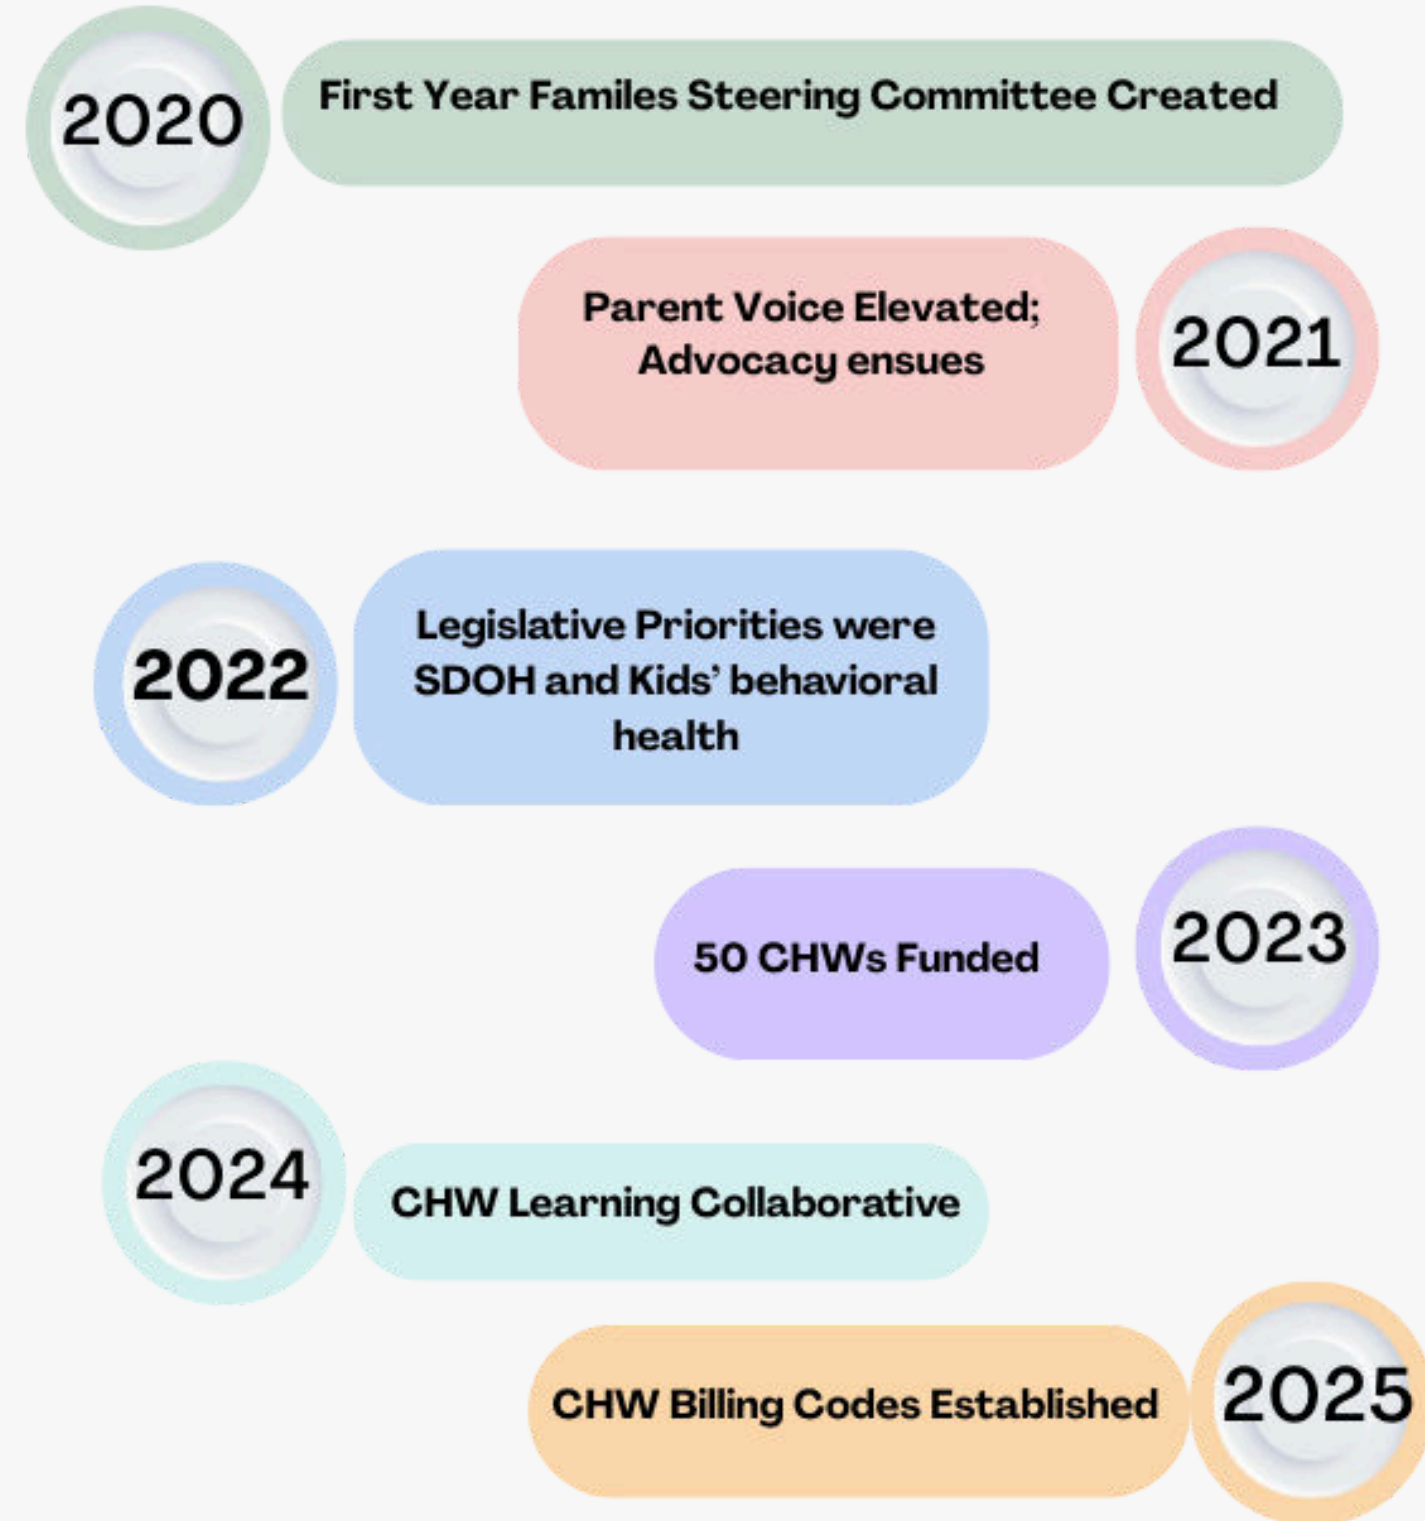 2020
First Year Familes Steering Committee Created
Parent Voice Elevated;
Advocacy ensues
2021
2022
Legislative Priorities were
SDOH and Kids’ behavioral
health
50 CHWs Funded
2023
2024
CHW Learning Collaborative
CHW Billing Codes Established
2025